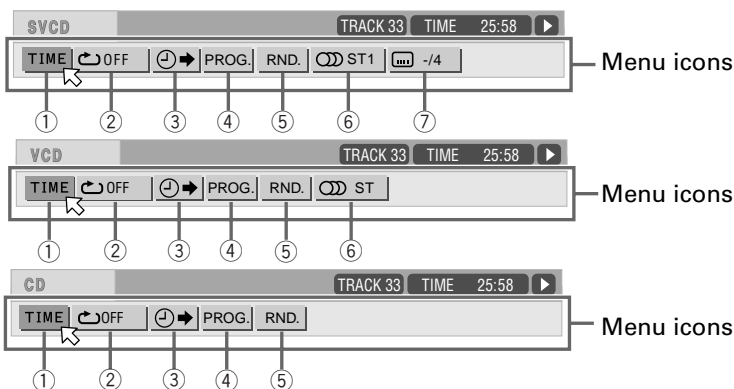 SVCD TRACK 33 TIME 25:58
TIME OFF PROG. RND. ST1 -/4
Menu icons
① ② ③ ④ ⑤ ⑥ ⑦
VCD TRACK 33 TIME 25:58
TIME OFF PROG. RND. ST
Menu icons
① ② ③ ④ ⑤ ⑥
CD TRACK 33 TIME 25:58
TIME OFF PROG. RND.
Menu icons
① ② ③ ④ ⑤